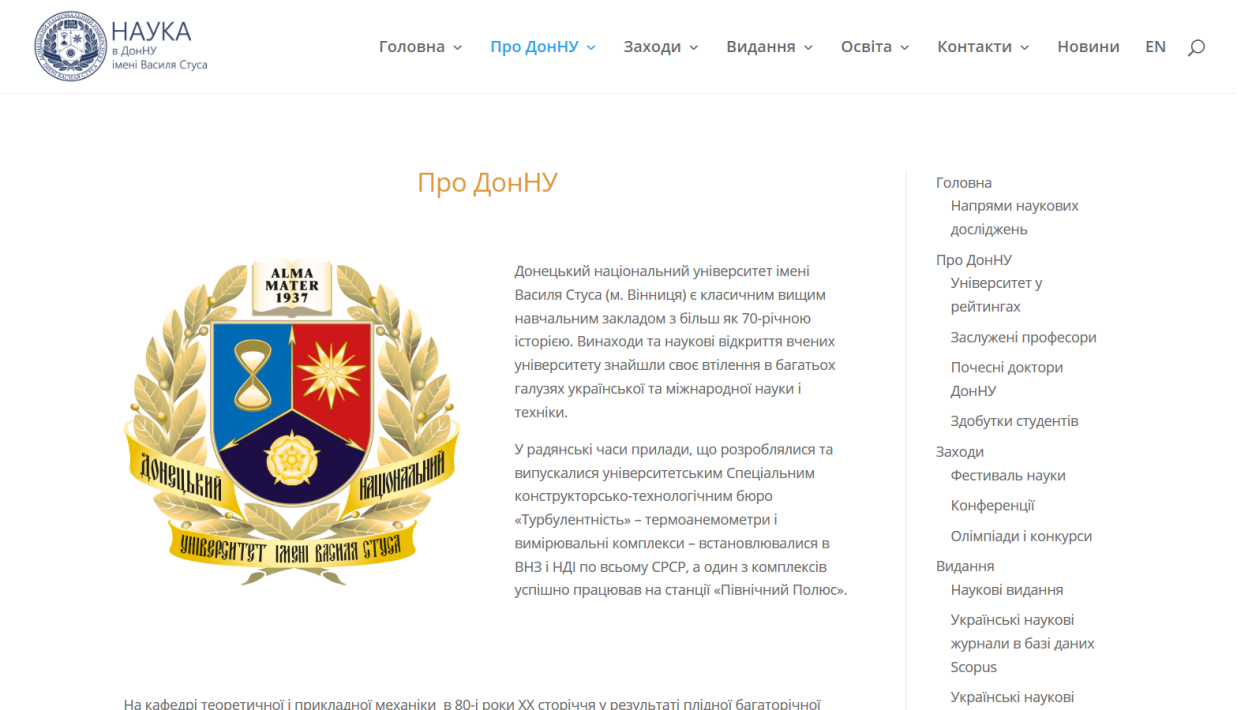 НАУКА
в ДонНУ
імені Василя Стуса
Головна
Про ДонНУ
Заходи
Видання
Освіта
Контакти
Новини
EN
Про ДонНУ
ALMA
MATER
1937
ДОНЕЦЬКИЙ
НАЦІОНАЛЬНИЙ
УНІВЕРСИТЕТ ІМЕНІ ВАСИЛЯ СТУСА
Донецький національний університет імені
Василя Стуса (м. Вінниця) є класичним вищим
навчальним закладом з більш як 70-річною
історією. Винаходи та наукові відкриття вчених
університету знайшли своє втілення в багатьох
галузях української та міжнародної науки і
техніки.
У радянські часи прилади, що розроблялися та
випускалися університетським Спеціальним
конструкторсько-технологічним бюро
«Турбулентність» – термоанемометри і
вимірювальні комплекси – встановлювалися в
ВНЗ і НДІ по всьому СРСР, а один з комплексів
успішно працював на станції «Північний Полюс».
На кафедрі теоретичної і прикладної механіки в 80-і роки XX сторіччя у результаті плідної багаторічної
Головна
Напрями наукових
досліджень
Про ДонНУ
Університет у
рейтингах
Заслужені професори
Почесні доктори
ДонНУ
Здобутки студентів
Заходи
Фестиваль науки
Конференції
Олімпіади і конкурси
Видання
Наукові видання
Українські наукові
журнали в базі даних
Scopus
Українські наукові